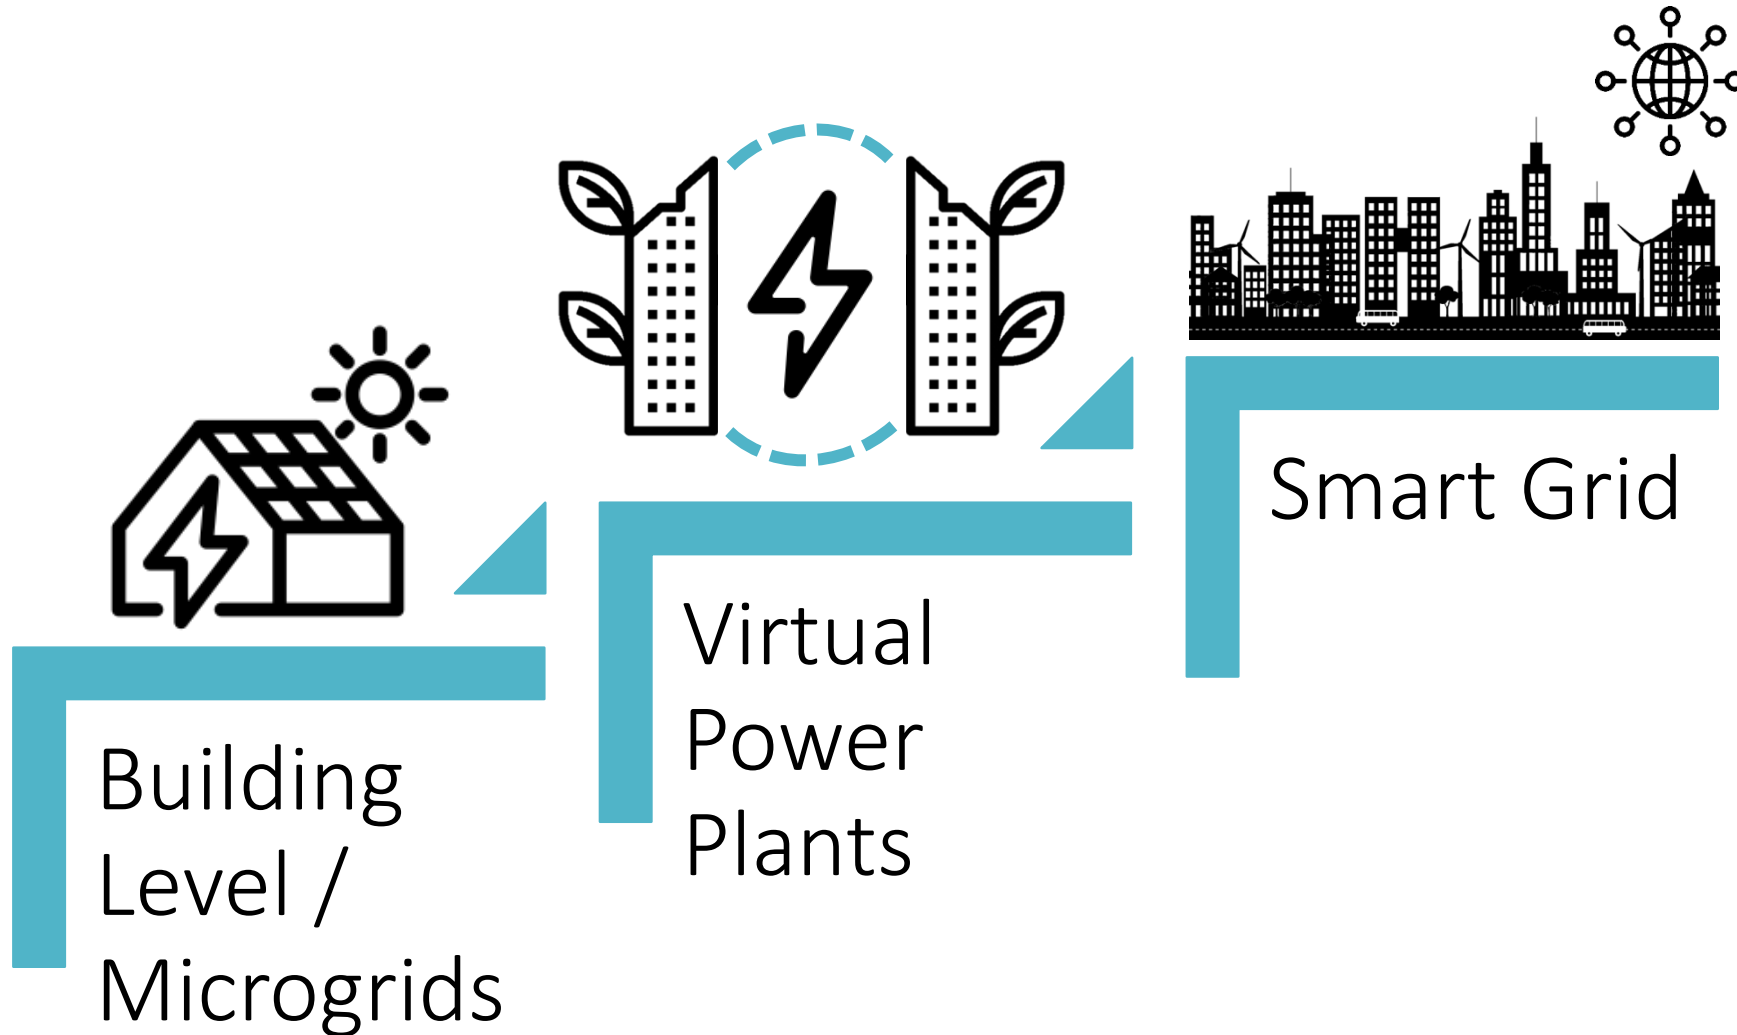 Building
Level /
Microgrids
Virtual
Power
Plants
Smart Grid